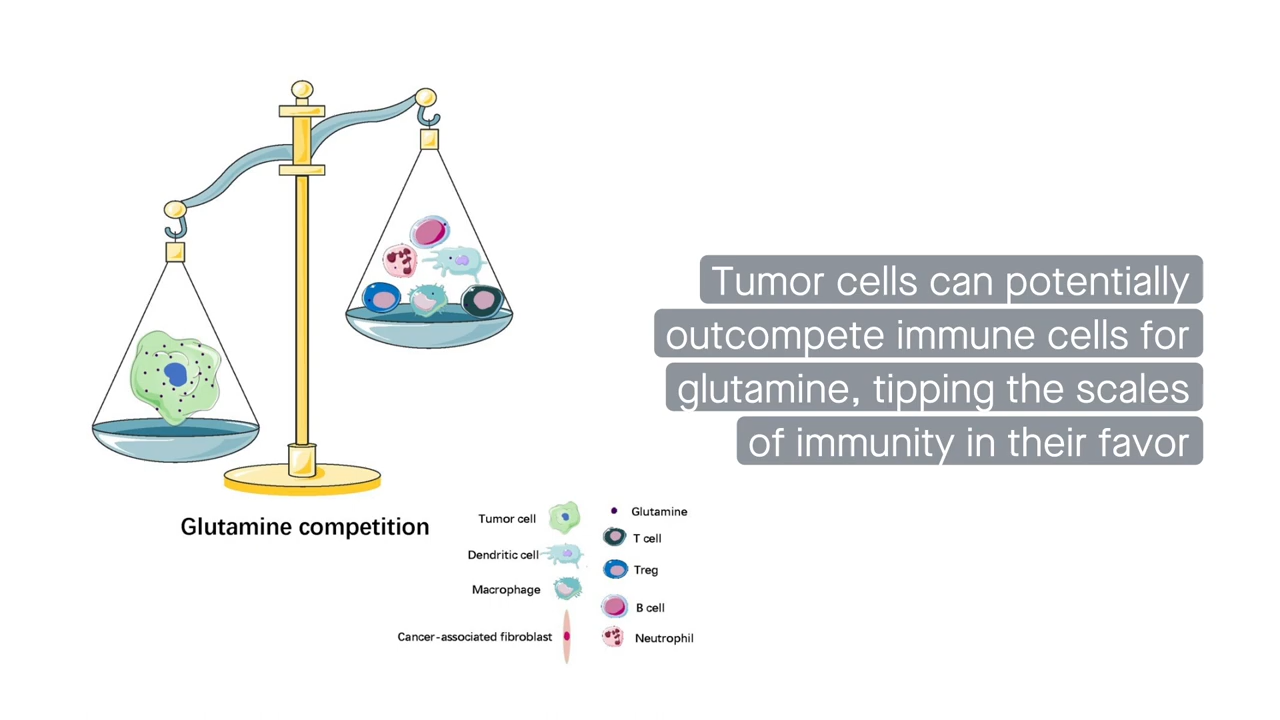 Tumor cells can potentially
outcompete immune cells for
glutamine, tipping the scales
of immunity in their favor
Glutamine competition
Tumor cell
Dendritic cell
Macrophage
Cancer-associated fibroblast
Glutamine
T cell
Treg
B cell
Neutrophil